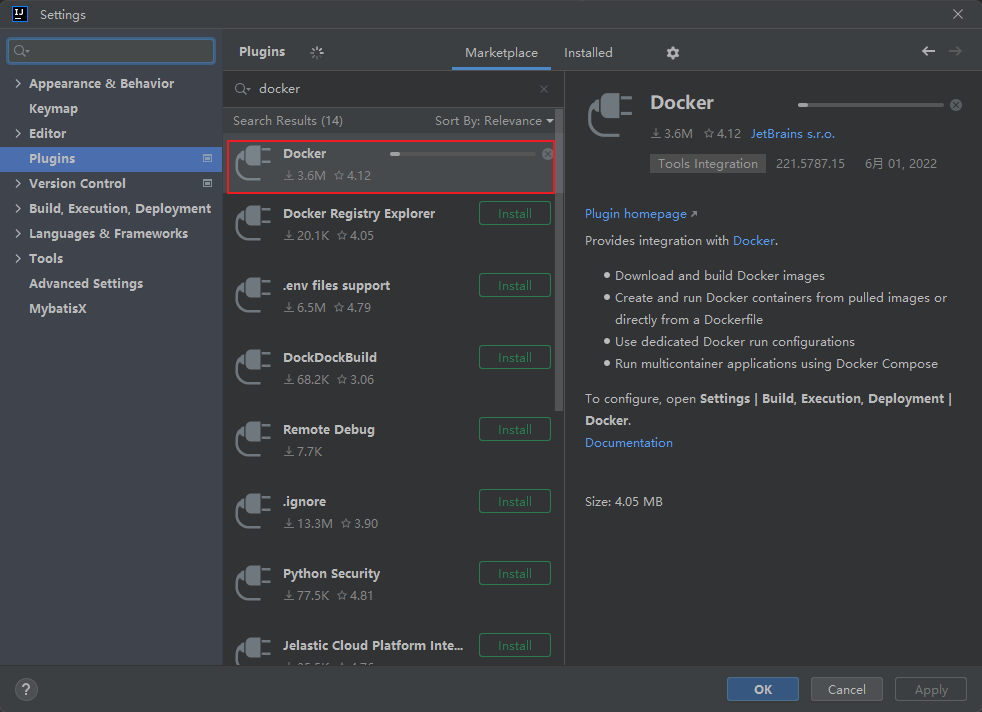 Settings
Plugins
Marketplace
Installed
Appearance & Behavior
Keymap
Editor
Plugins
Version Control
Build, Execution, Deployment
Languages & Frameworks
Tools
Advanced Settings
MybatisX
docker
Search Results (14)
Sort By: Relevance
Docker
3.6M 4.12
Docker Registry Explorer
20.1K 4.05
Install
.env files support
6.5M 4.79
Install
DockDockBuild
68.2K 3.06
Install
Remote Debug
7.7K
Install
.ignore
13.3M 3.90
Install
Python Security
77.5K 4.81
Install
Jelastic Cloud Platform Inte...
Install
Docker
3.6M 4.12 JetBrains s.r.o.
Tools Integration 221.5787.15 6月 01, 2022
Plugin homepage
Provides integration with Docker.
Download and build Docker images
Create and run Docker containers from pulled images or
directly from a Dockerfile
Use dedicated Docker run configurations
Run multicontainer applications using Docker Compose
To configure, open Settings | Build, Execution, Deployment |
Docker.
Documentation
Size: 4.05 MB
?
OK
Cancel
Apply